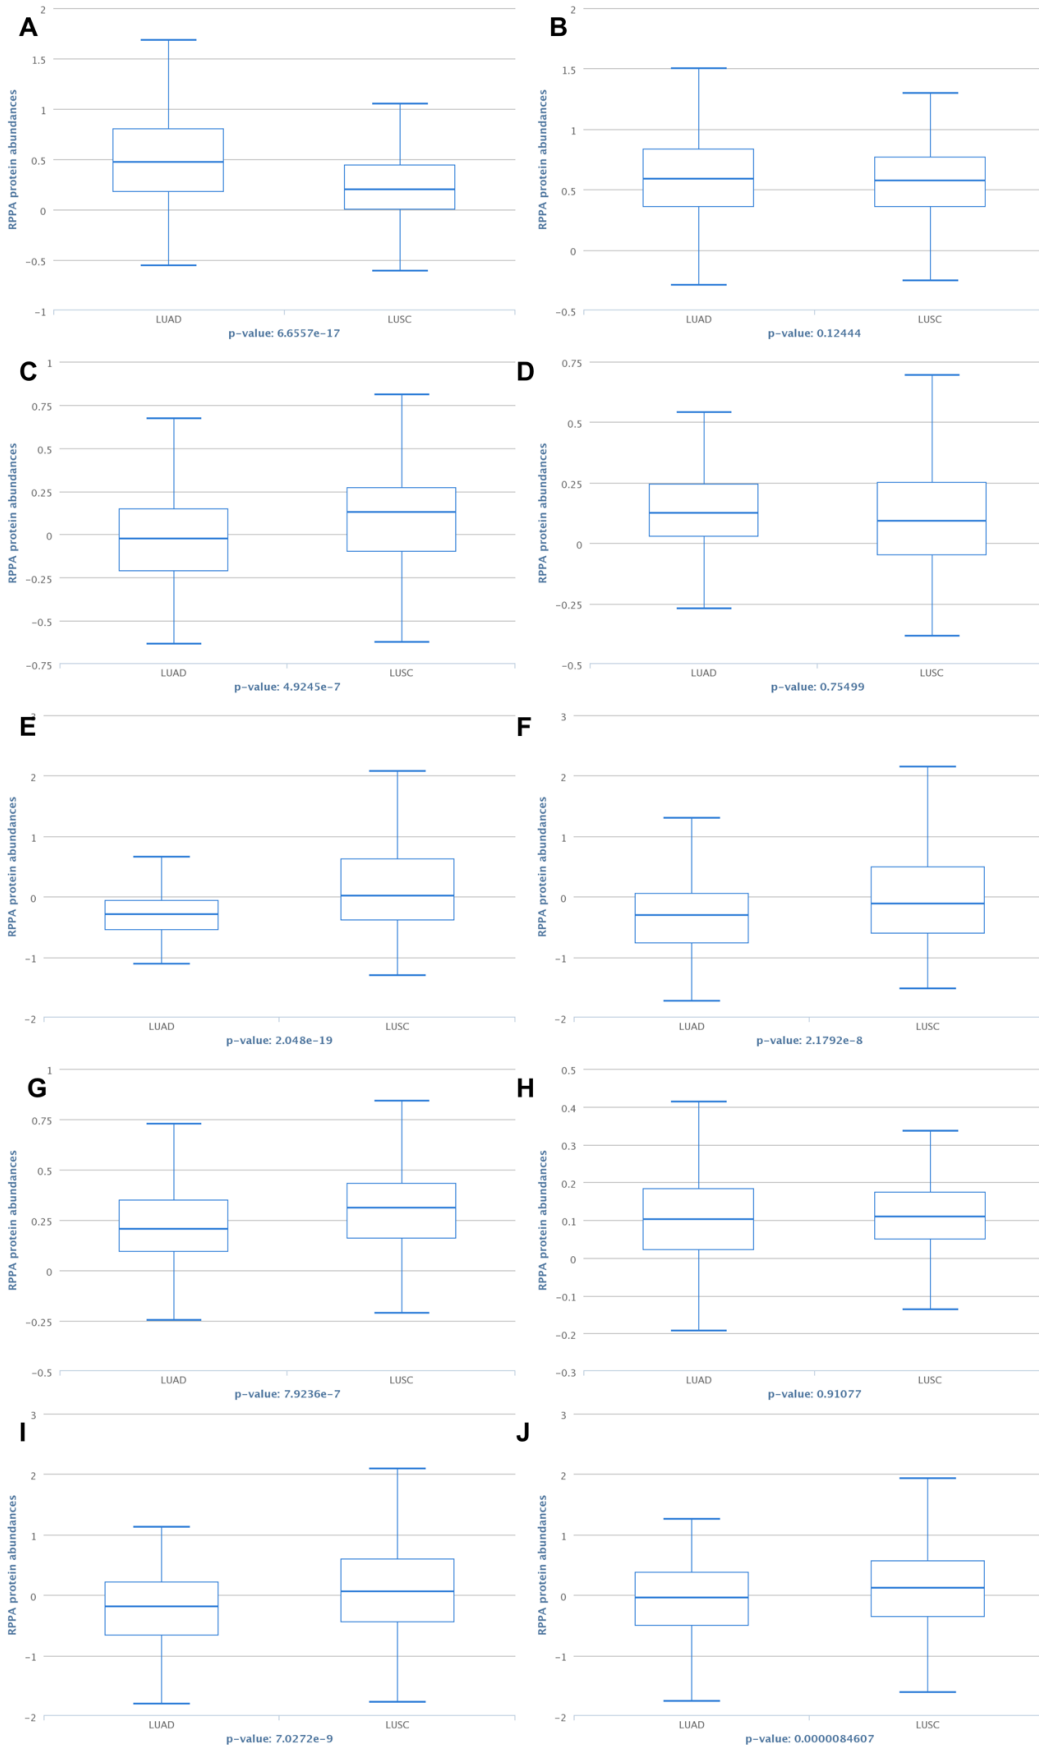 A
RPPA protein abundances
2
1.5
1
0.5
0
−0.5
−1
LUAD
LUSC
p-value: 6.6557e-17
B
RPPA protein abundances
2
1.5
1
0.5
0
−0.5
LUAD
LUSC
p-value: 0.12444
C
RPPA protein abundances
1
0.75
0.5
0.25
0
−0.25
−0.5
−0.75
LUAD
LUSC
p-value: 4.9245e-7
D
RPPA protein abundances
0.75
0.5
0.25
0
−0.25
−0.5
LUAD
LUSC
p-value: 0.75499
E
RPPA protein abundances
2
1
0
−1
−2
LUAD
LUSC
p-value: 2.048e-19
F
RPPA protein abundances
3
2
1
0
−1
−2
LUAD
LUSC
p-value: 2.1792e-8
G
RPPA protein abundances
1
0.75
0.5
0.25
0
−0.25
−0.5
LUAD
LUSC
p-value: 7.9236e-7
H
RPPA protein abundances
0.5
0.4
0.3
0.2
0.1
0
−0.1
−0.2
−0.3
LUAD
LUSC
p-value: 0.91077
I
RPPA protein abundances
3
2
1
0
−1
−2
LUAD
LUSC
p-value: 7.0272e-9
J
RPPA protein abundances
3
2
1
0
−1
−2
LUAD
LUSC
p-value: 0.0000084607